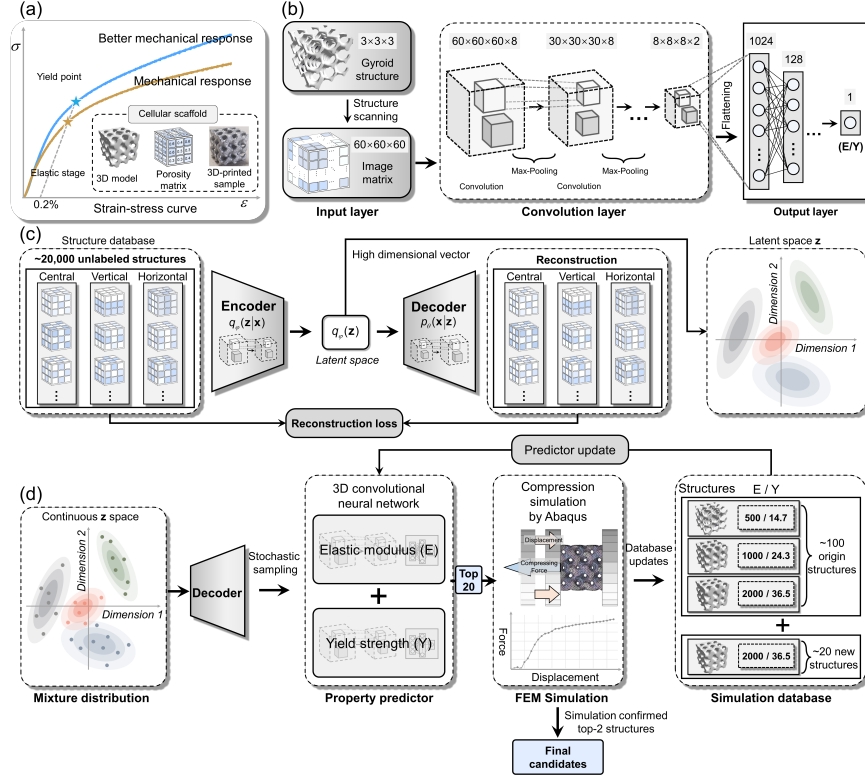 (a)
σ
Better mechanical response
Yield point
Mechanical response
Cellular scaffold
Elastic stage
3D model
Porosity
matrix
3D-printed
sample
0.2%
Strain-stress curve
ε
(b)
3×3×3
Gyroid
structure
Structure
scanning
60×60×60
Image
matrix
Input layer
60×60×60×8
30×30×30×8
8×8×8×2
...
Max-Pooling
Max-Pooling
Convolution
Convolution
Convolution layer
Flattening
1024
128
1
...
(E/Y)
Output layer
(c)
Structure database
~20,000 unlabeled structures
Central
Vertical
Horizontal
Encoder
qφ(z|x)
High dimensional vector
qφ(z)
Latent space
Decoder
pθ(x|z)
Reconstruction
Central
Vertical
Horizontal
Reconstruction loss
Latent space z
Dimension 2
Dimension 1
(d)
Continuous z space
Dimension 2
Dimension 1
Mixture distribution
Decoder
Stochastic
sampling
Predictor update
3D convolutional
neural network
Elastic modulus (E)
+
Yield strength (Y)
Property predictor
Top
20
Compression
simulation
by Abaqus
Displacement
Compressing
Force
Force
Displacement
FEM Simulation
Simulation confirmed
top-2 structures
Final
candidates
Database
updates
Structures
E / Y
500 / 14.7
1000 / 24.3
2000 / 36.5
~100
origin
structures
+
2000 / 36.5
~20 new
structures
Simulation database